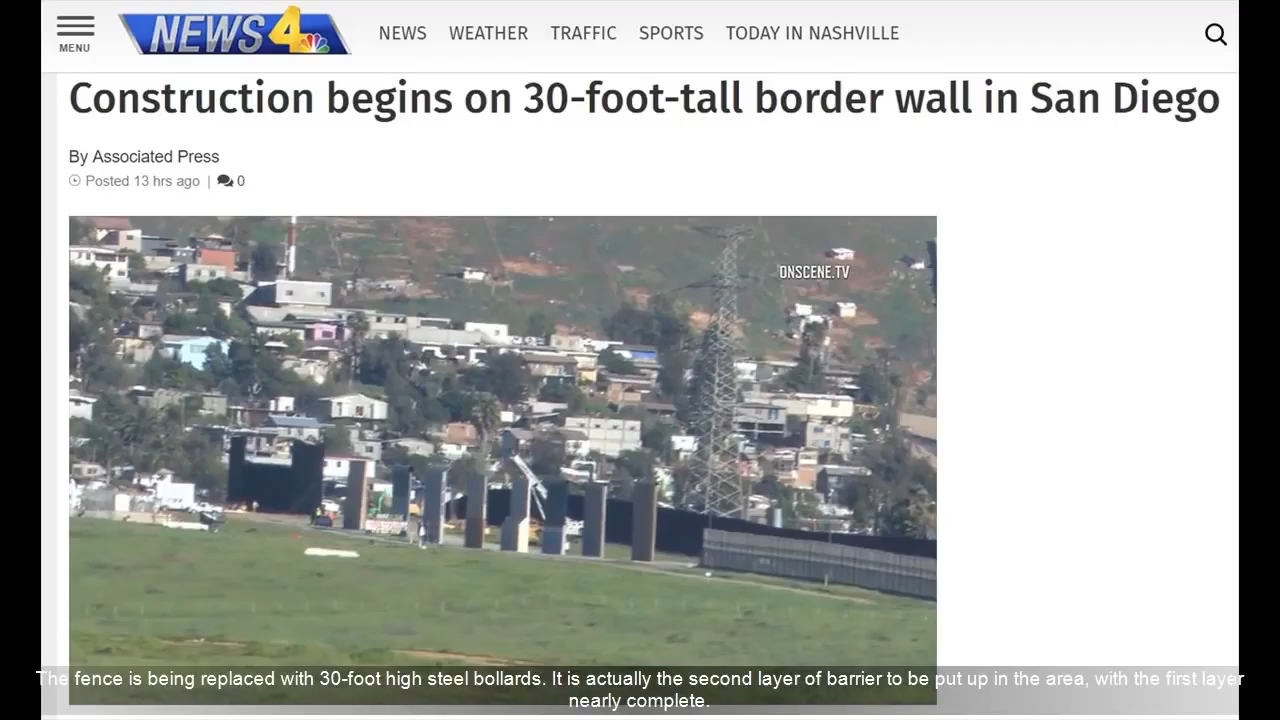 MENU
NEWS 4
NEWS WEATHER TRAFFIC SPORTS TODAY IN NASHVILLE
Construction begins on 30-foot-tall border wall in San Diego
By Associated Press
Posted 13 hrs ago | 0
ONSCENE.TV
The fence is being replaced with 30-foot high steel bollards. It is actually the second layer of barrier to be put up in the area, with the first layer
nearly complete.